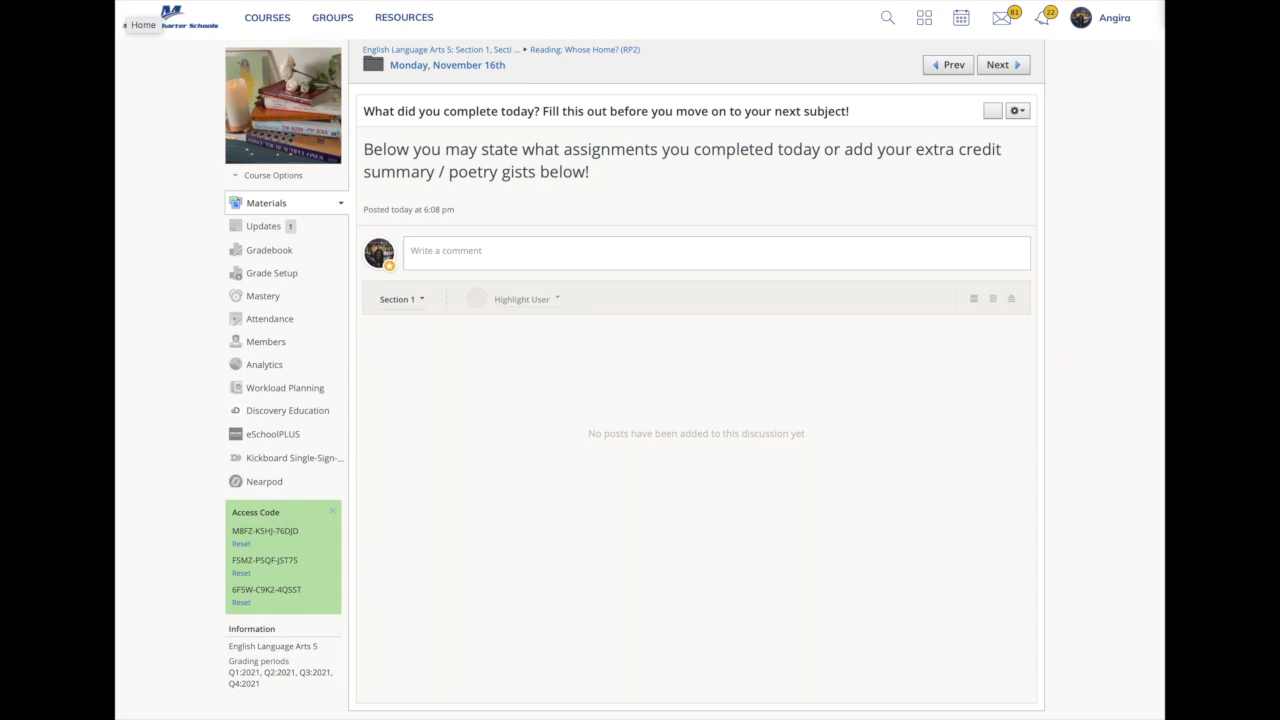 COURSES
GROUPS
RESOURCES
81
22
Angira
Home
Charter Schools
English Language Arts 5: Section 1, Secti ... ▸ Reading: Whose Home? (RP2)
Monday, November 16th
Prev
Next
What did you complete today? Fill this out before you move on to your next subject!
Below you may state what assignments you completed today or add your extra credit
summary / poetry gists below!
Posted today at 6:08 pm
Write a comment
Section 1
Highlight User
No posts have been added to this discussion yet
Course Options
Materials
Updates 1
Gradebook
Grade Setup
Mastery
Attendance
Members
Analytics
Workload Planning
Discovery Education
eSchoolPLUS
Kickboard Single-Sign-...
Nearpod
Access Code
M8FZ-K5HJ-76DJD
Reset
F5MZ-P5QF-JST75
Reset
6F5W-C9K2-4QSST
Reset
Information
English Language Arts 5
Grading periods
Q1:2021, Q2:2021, Q3:2021,
Q4:2021